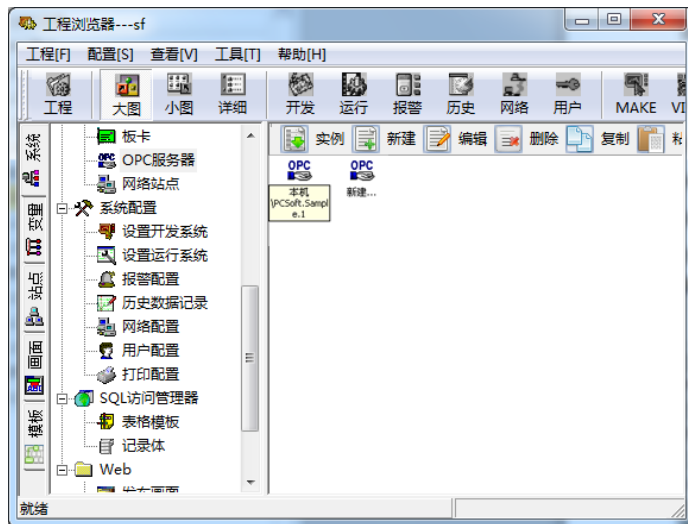 工程浏览器---sf
工程[F] 配置[S] 查看[V] 工具[T] 帮助[H]
工程 大图 小图 详细 开发 运行 报警 历史 网络 用户 MAKE
系统
变量
站点
画面
模板
板卡
OPC服务器
网络站点
系统配置
设置开发系统
设置运行系统
报警配置
历史数据记录
网络配置
用户配置
打印配置
SQL访问管理器
表格模板
记录体
Web
发布画面
实例 新建 编辑 删除 复制
OPC OPC
本机 新建...
\PCSoft.Sampl
e.1
就绪